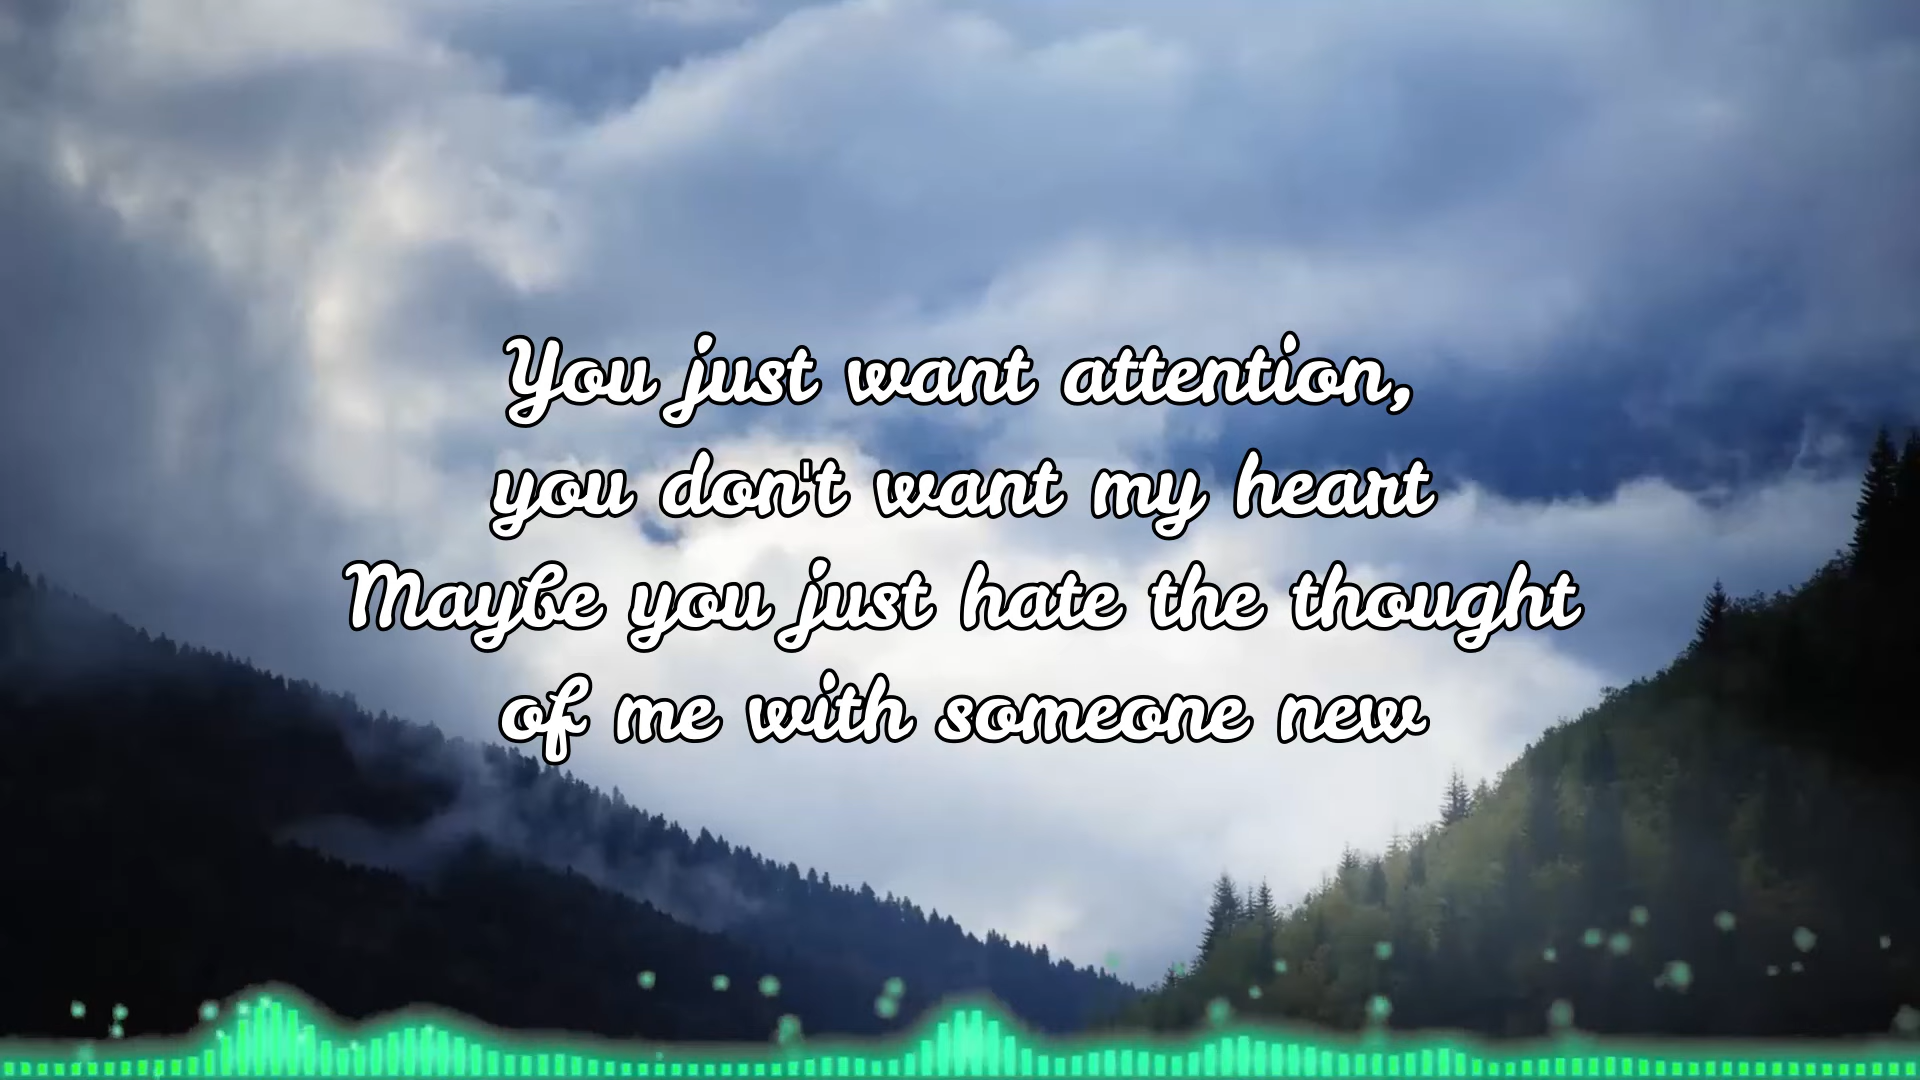 You just want attention,
you don't want my heart
Maybe you just hate the thought
of me with someone new